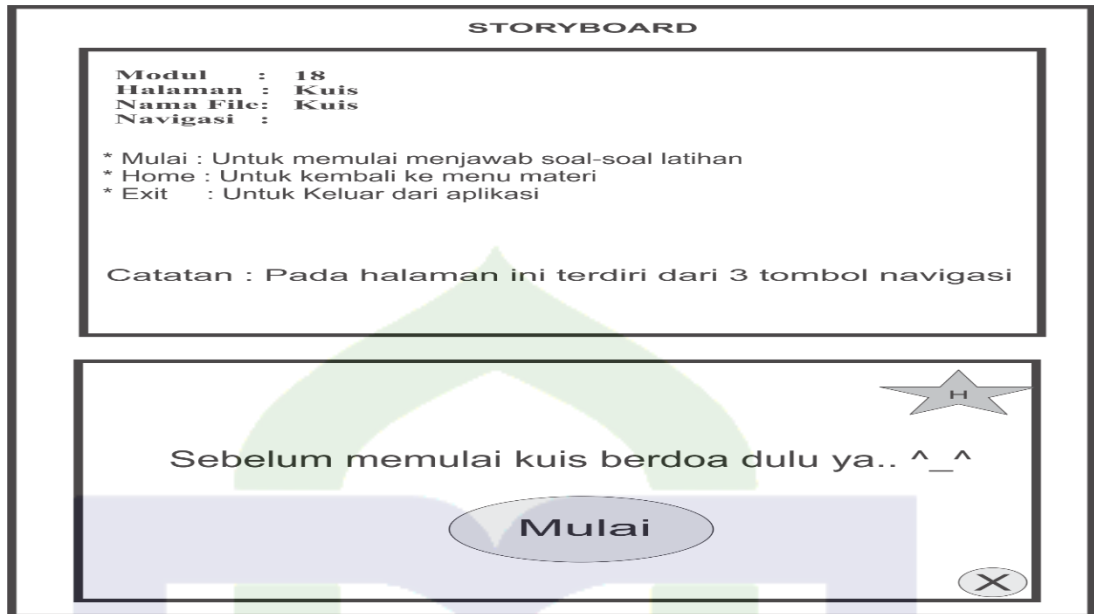 STORYBOARD
Modul : 18
Halaman : Kuis
Nama File: Kuis
Navigasi :
* Mulai : Untuk memulai menjawab soal-soal latihan
* Home : Untuk kembali ke menu materi
* Exit : Untuk Keluar dari aplikasi
Catatan : Pada halaman ini terdiri dari 3 tombol navigasi
H
Sebelum memulai kuis berdoa dulu ya.. ^_^
Mulai
X